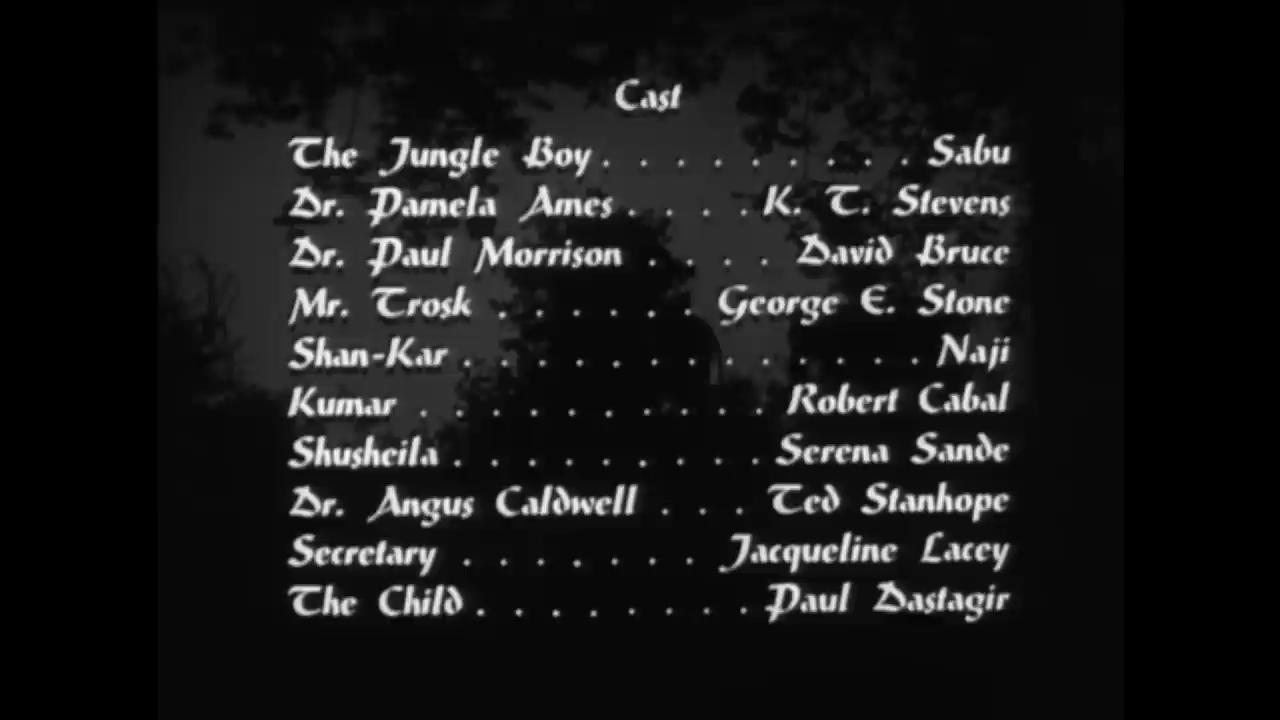 Cast
The Jungle Boy . . . . . . . . . Sabu
Dr. Pamela Ames . . . . K. T. Stevens
Dr. Paul Morrison . . . . David Bruce
Mr. Trosk . . . . . . George E. Stone
Shan-Kar . . . . . . . . . . . . . Naji
Kumar . . . . . . . . . . Robert Cabal
Shusheila . . . . . . . . . Serena Sande
Dr. Angus Caldwell . . . Ted Stanhope
Secretary . . . . . . . Jacqueline Lacey
The Child . . . . . . . . Paul Dastagir